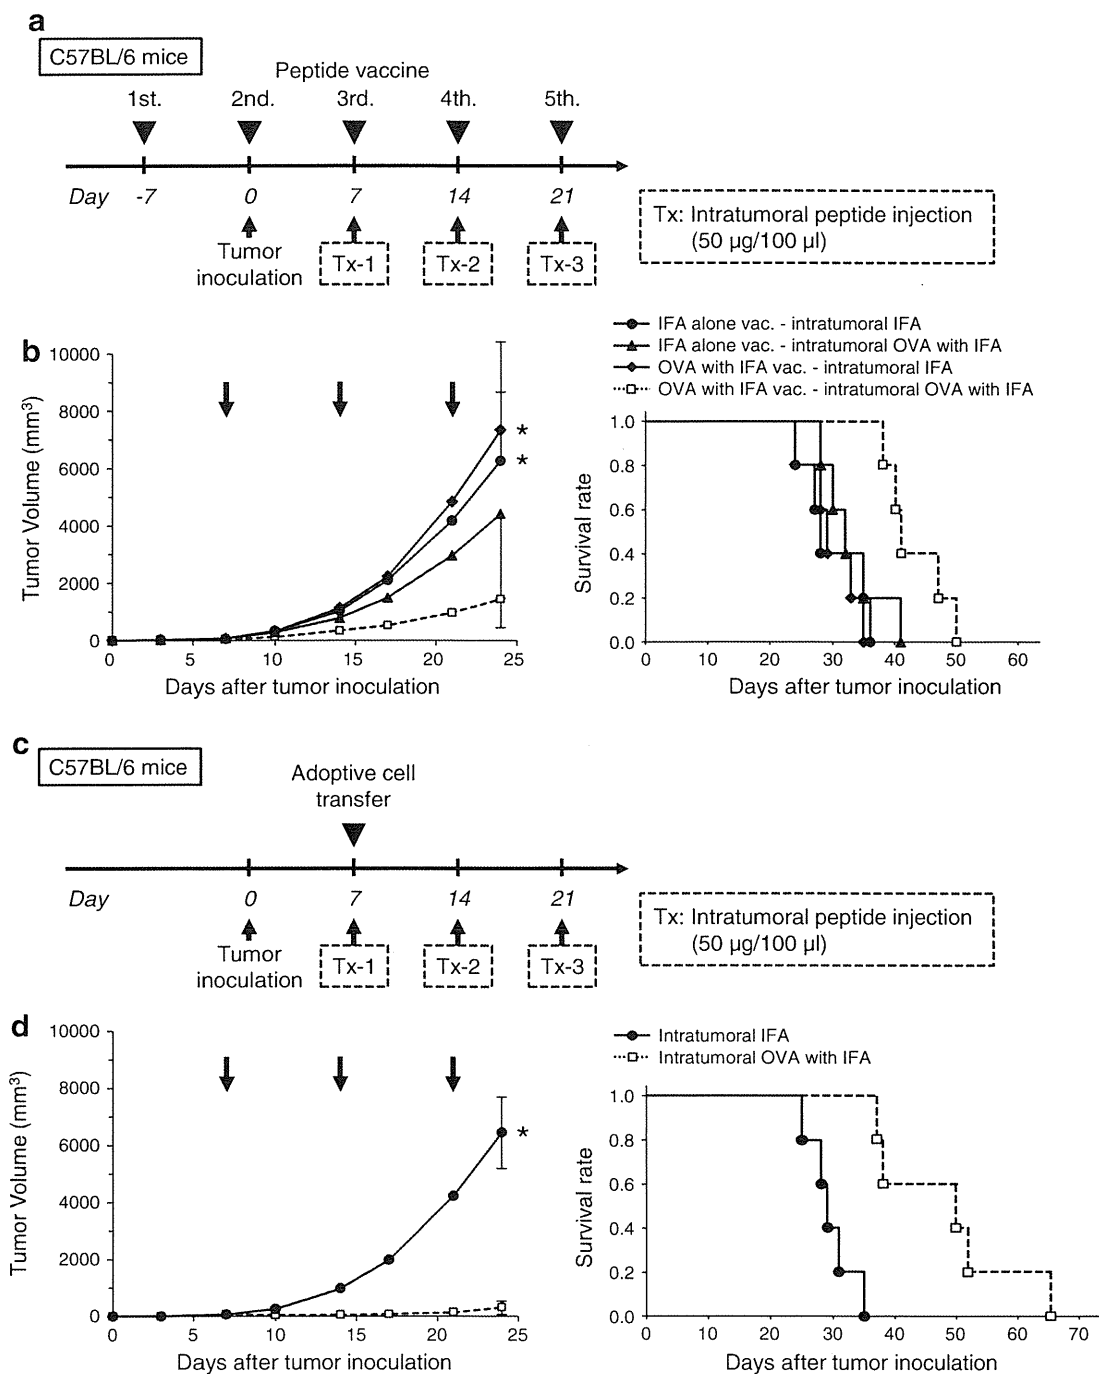 a
C57BL/6 mice
Peptide vaccine
1st. 2nd. 3rd. 4th. 5th.
Day -7 0 7 14 21
Tumor inoculation
Tx-1 Tx-2 Tx-3
Tx: Intratumoral peptide injection
(50 µg/100 µl)
b
Tumor Volume (mm³)
10000
8000
6000
4000
2000
0
*
*
0 5 10 15 20 25
Days after tumor inoculation
IFA alone vac. - intratumoral IFA
IFA alone vac. - intratumoral OVA with IFA
OVA with IFA vac. - intratumoral IFA
OVA with IFA vac. - intratumoral OVA with IFA
Survival rate
1.0
0.8
0.6
0.4
0.2
0.0
0 10 20 30 40 50 60
Days after tumor inoculation
c
C57BL/6 mice
Adoptive cell
transfer
Day 0 7 14 21
Tumor
inoculation
Tx-1 Tx-2 Tx-3
Tx: Intratumoral peptide injection
(50 µg/100 µl)
d
Tumor Volume (mm³)
10000
8000
6000
4000
2000
0
*
0 5 10 15 20 25
Days after tumor inoculation
Intratumoral IFA
Intratumoral OVA with IFA
Survival rate
1.0
0.8
0.6
0.4
0.2
0.0
0 10 20 30 40 50 60 70
Days after tumor inoculation